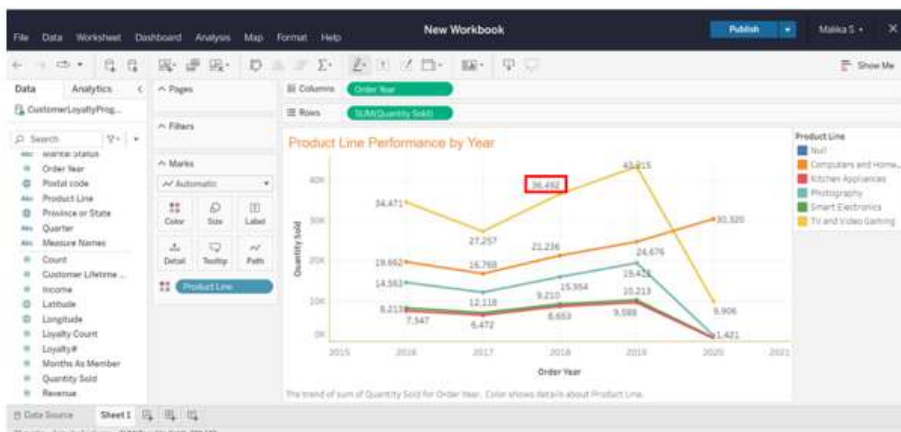 New Workbook
File Data Worksheet Dashboard Analysis Map Format Help
Publish
Malika S.
X
Show Me
Data Analytics
Pages
Columns
Order Year
CustomerLoyaltyProg...
Rows
SUM(Quantity Sold)
Search
Filters
Marital Status
Order Year
Postal code
Product Line
Province or State
Quarter
Measure Names
Count
Customer Lifetime ...
Income
Latitude
Longitude
Loyalty Count
Loyalty#
Months As Member
Quantity Sold
Revenue
Marks
Automatic
Color Size Label
Detail Tooltip Path
Product Line
Product Line Performance by Year
Quantity Sold
40K
30K
20K
10K
0K
34,471
27,257
36,492
43,215
9,906
19,662
16,760
21,236
24,676
30,320
14,563
12,118
15,954
19,412
8,213
9,210
10,213
7,347
6,472
8,653
9,588
1,421
2015 2016 2017 2018 2019 2020 2021
Order Year
The trend of sum of Quantity Sold for Order Year. Color shows details about Product Line.
Product Line
Null
Computers and Home...
Kitchen Appliances
Photography
Smart Electronics
TV and Video Gaming
Data Source Sheet 1